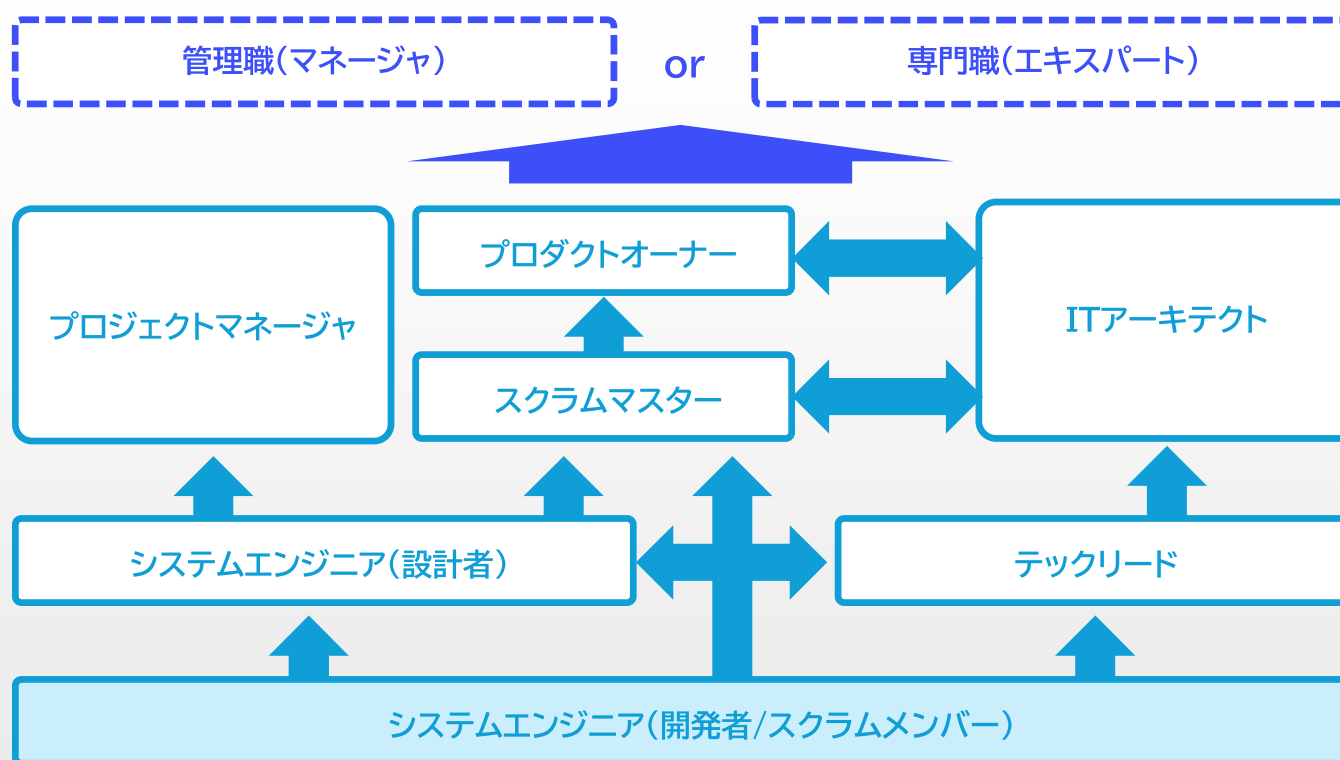 管理職(マネージャ)
or
専門職(エキスパート)
プロジェクトマネージャ
プロダクトオーナー
スクラムマスター
ITアーキテクト
システムエンジニア(設計者)
テックリード
システムエンジニア(開発者/スクラムメンバー)